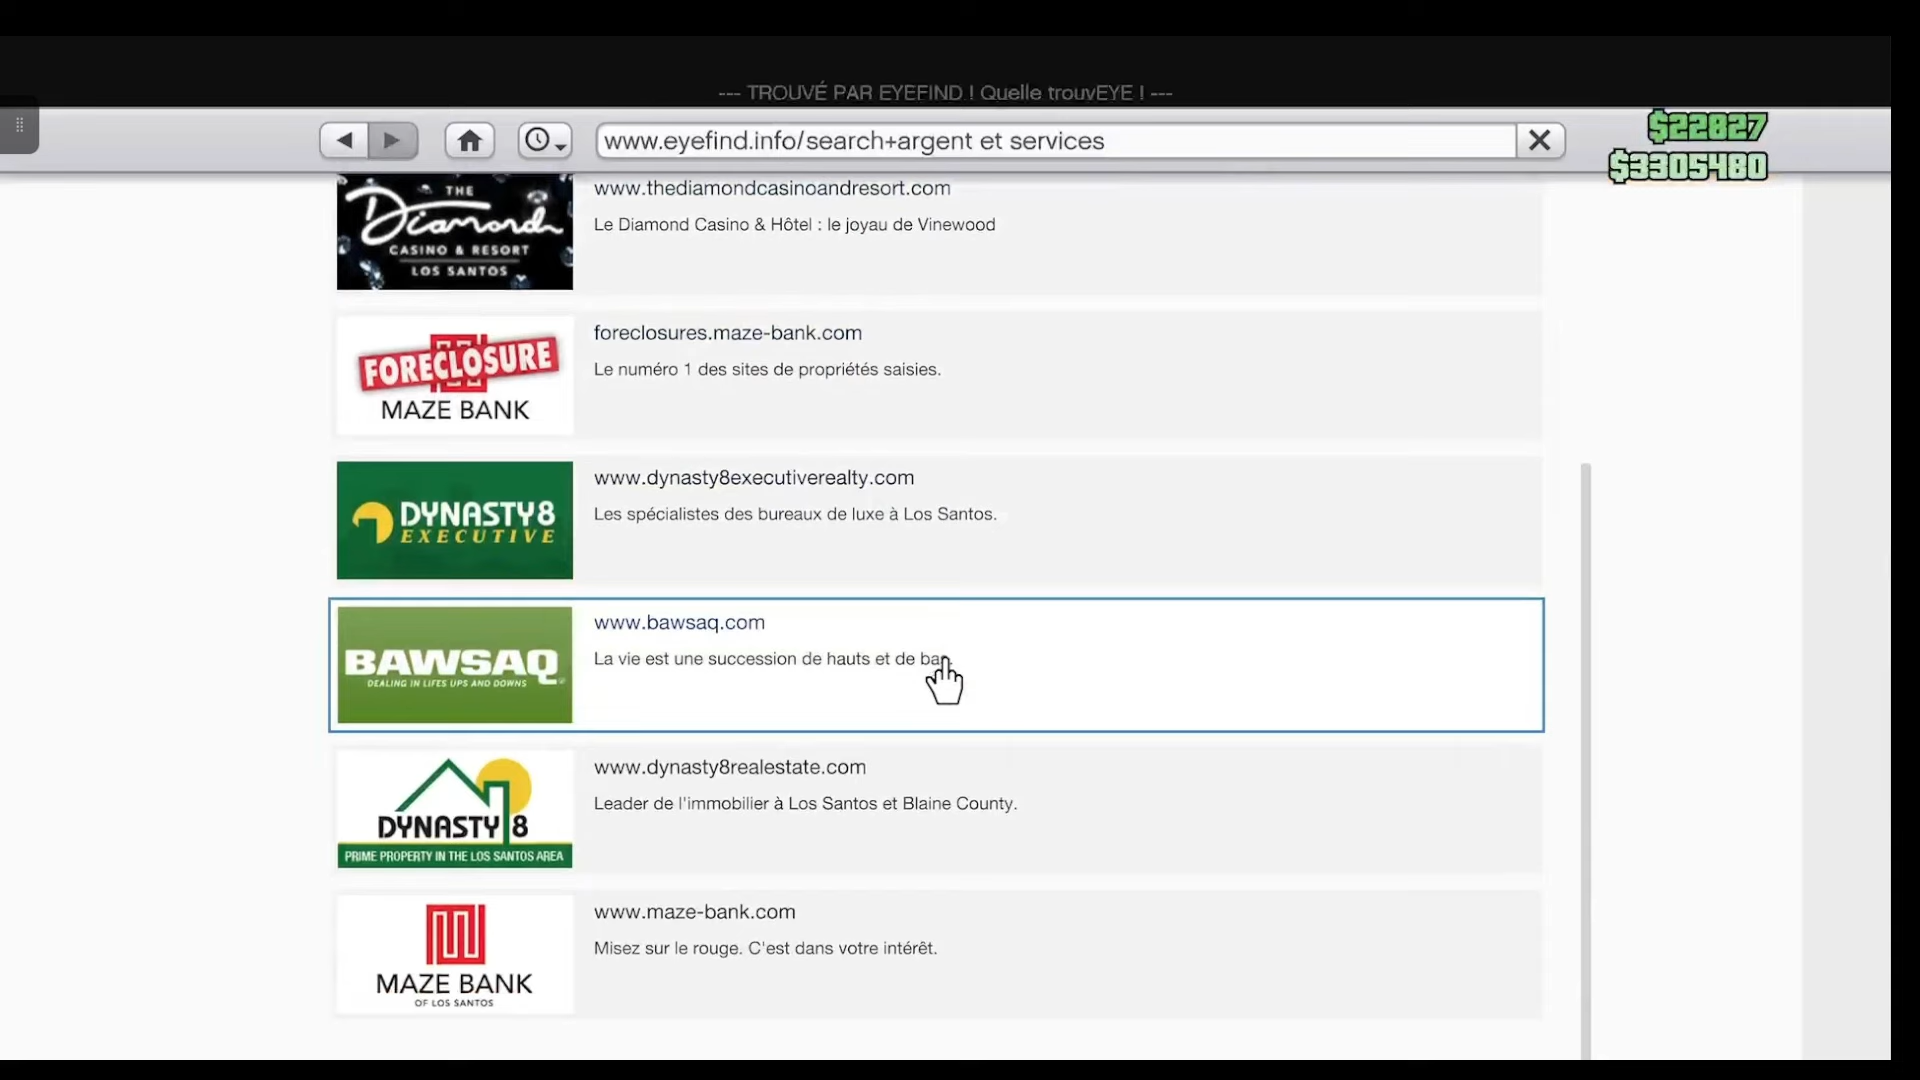 --- TROUVÉ PAR EYEFIND ! Quelle trouvEYE ! ---
www.eyefind.info/search+argent et services
$22827
$3305480
THE
Diamond
CASINO & RESORT
LOS SANTOS
www.thediamondcasinoandresort.com
Le Diamond Casino & Hôtel : le joyau de Vinewood
FORECLOSURE
MAZE BANK
foreclosures.maze-bank.com
Le numéro 1 des sites de propriétés saisies.
DYNASTY8
EXECUTIVE
www.dynasty8executiverealty.com
Les spécialistes des bureaux de luxe à Los Santos.
BAWSAQ
DEALING IN LIFES UPS AND DOWNS
www.bawsaq.com
La vie est une succession de hauts et de
DYNASTY 8
PRIME PROPERTY IN THE LOS SANTOS AREA
www.dynasty8realestate.com
Leader de l'immobilier à Los Santos et Blaine County.
MAZE BANK
OF LOS SANTOS
www.maze-bank.com
Misez sur le rouge. C'est dans votre intérêt.